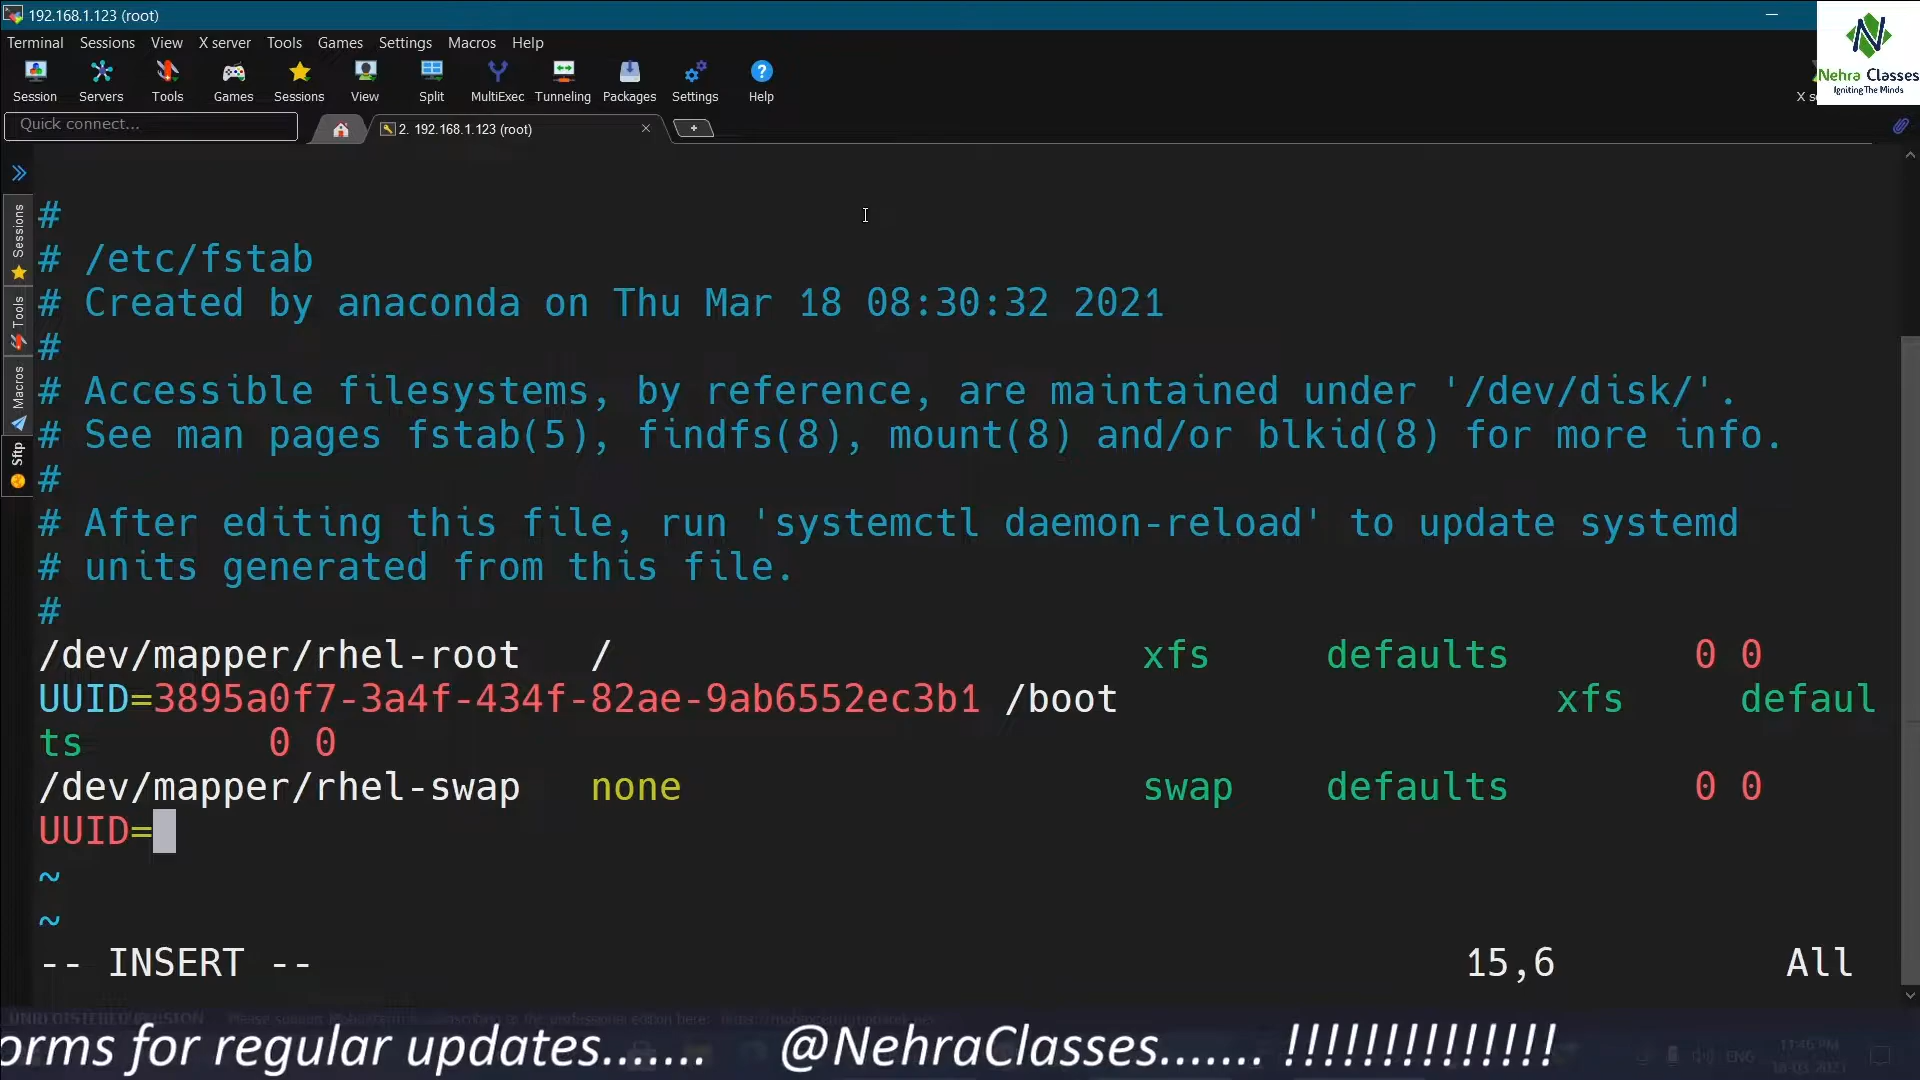 192.168.1.123 (root)
Terminal Sessions View X server Tools Games Settings Macros Help
Session Servers Tools Games Sessions View Split MultiExec Tunneling Packages Settings Help
X se
Nehra Classes
Igniting The Minds
Quick connect...
2. 192.168.1.123 (root)
+
Sessions
Tools
Macros
Sftp
#
# /etc/fstab
# Created by anaconda on Thu Mar 18 08:30:32 2021
#
# Accessible filesystems, by reference, are maintained under '/dev/disk/'.
# See man pages fstab(5), findfs(8), mount(8) and/or blkid(8) for more info.
#
# After editing this file, run 'systemctl daemon-reload' to update systemd
# units generated from this file.
#
/dev/mapper/rhel-root / xfs defaults 0 0
UUID=3895a0f7-3a4f-434f-82ae-9ab6552ec3b1 /boot xfs defaul
ts 0 0
/dev/mapper/rhel-swap none swap defaults 0 0
UUID=
~
~
-- INSERT -- 15,6 All
UNREGISTERED VERSION
orms for regular updates....... @NehraClasses....... !!!!!!!!!!!!!!
ENG
11:46 PM